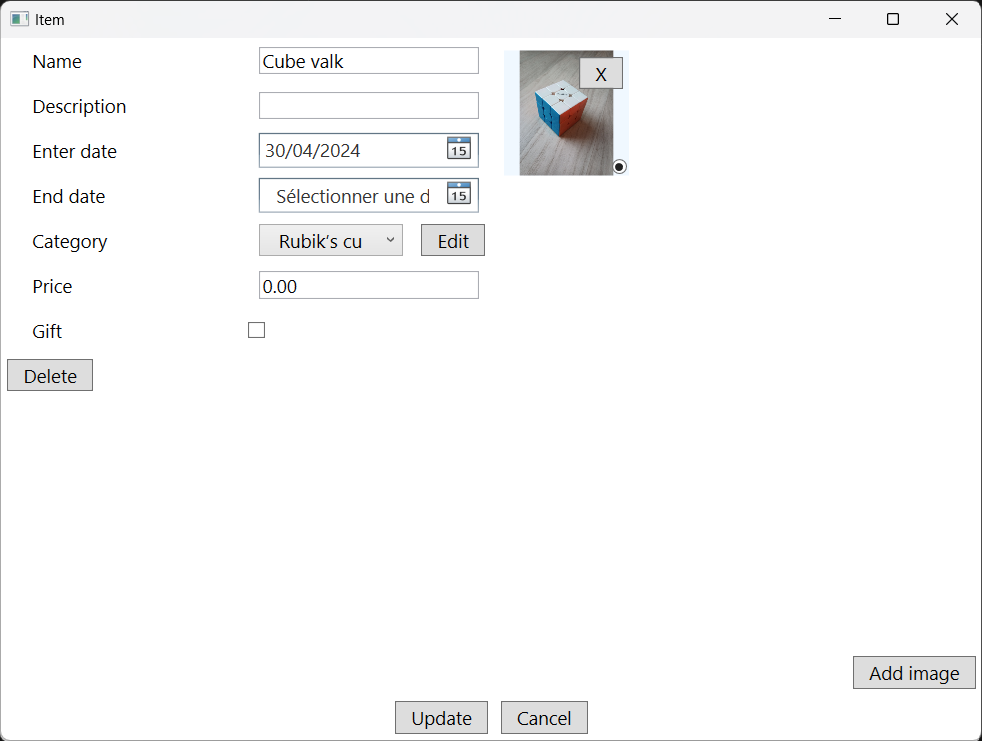 Item
Name Cube valk
X
Description
Enter date 30/04/2024 15
End date Sélectionner une d 15
Category Rubik's cu Edit
Price 0.00
Gift
Delete
Add image
Update Cancel